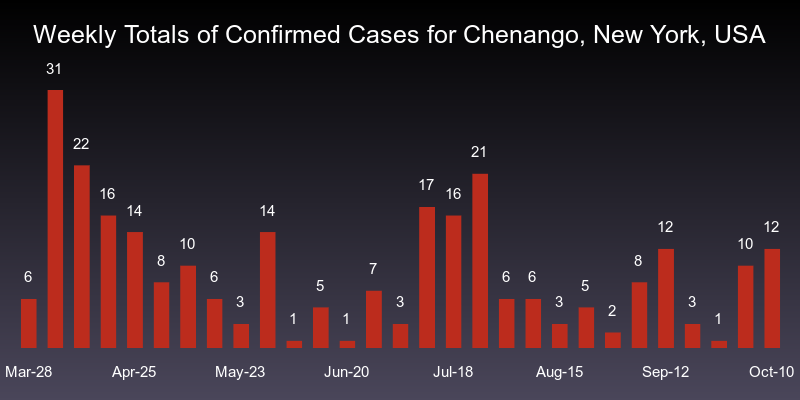 Weekly Totals of Confirmed Cases for Chenango, New York, USA
6 31 22 16 14 8 10 6 3 14 1 5 1 7 3 17 16 21 6 6 3 5 2 8 12 3 1 10 12
Mar-28 Apr-25 May-23 Jun-20 Jul-18 Aug-15 Sep-12 Oct-10